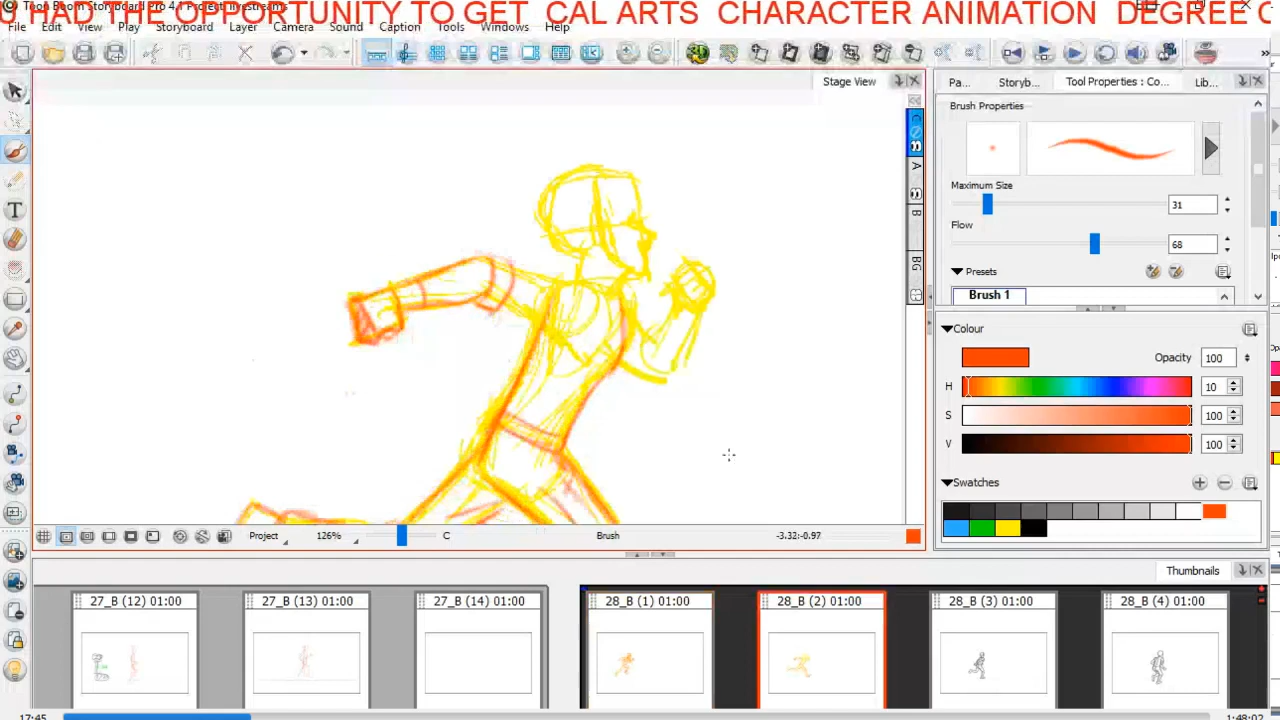 U HAD THE OPPORTUNITY TO GET CAL ARTS CHARACTER ANIMATION DEGREE
File Edit View Play Storyboard Layer Camera Sound Caption Tools Windows Help
Stage View
Pa... Storyb... Tool Properties : Co... Lib...
Brush Properties
Maximum Size
31
Flow
68
Presets
Brush 1
A
B
BG
Colour
Opacity 100
H 10
S 100
V 100
Swatches
Project 126% C Brush -3.32:-0.97
Thumbnails
27_B (12) 01:00 27_B (13) 01:00 27_B (14) 01:00 28_B (1) 01:00 28_B (2) 01:00 28_B (3) 01:00 28_B (4) 01:00
17:45 1:48:02